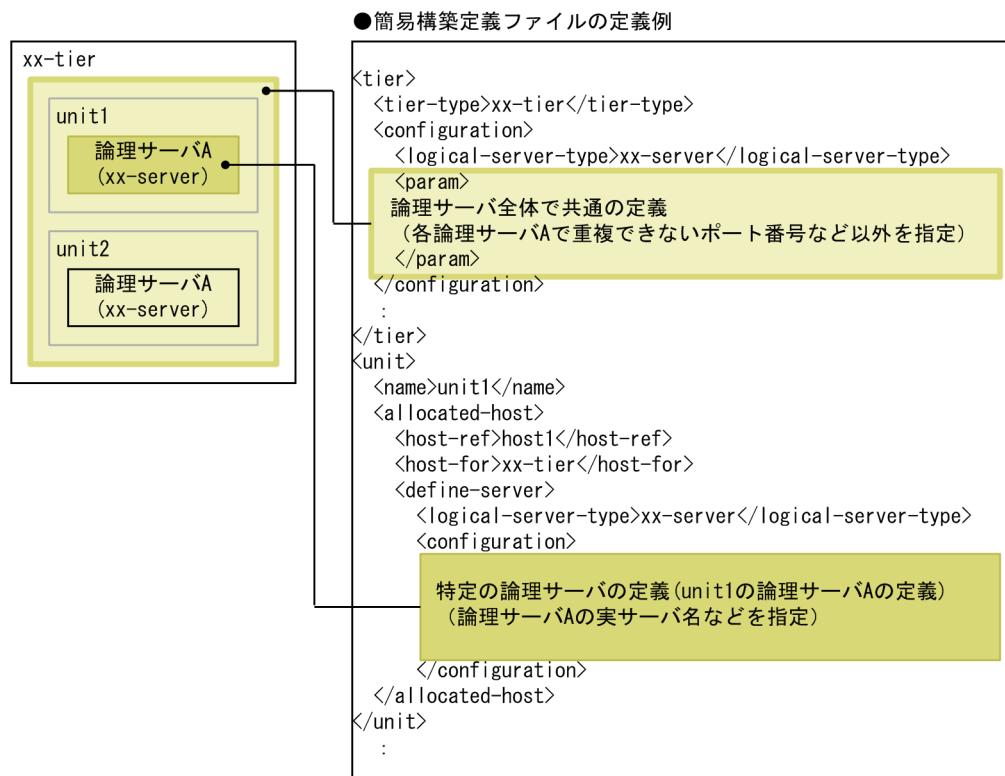 ●簡易構築定義ファイルの定義例
xx-tier
unit1
論理サーバA
(xx-server)
unit2
論理サーバA
(xx-server)
<tier>
<tier-type>xx-tier</tier-type>
<configuration>
<logical-server-type>xx-server</logical-server-type>
<param>
論理サーバ全体で共通の定義
(各論理サーバAで重複できないポート番号など以外を指定)
</param>
</configuration>
:
</tier>
<unit>
<name>unit1</name>
<allocated-host>
<host-ref>host1</host-ref>
<host-for>xx-tier</host-for>
<define-server>
<logical-server-type>xx-server</logical-server-type>
<configuration>
特定の論理サーバの定義(unit1の論理サーバAの定義)
(論理サーバAの実サーバ名などを指定)
</configuration>
</allocated-host>
</unit>
: